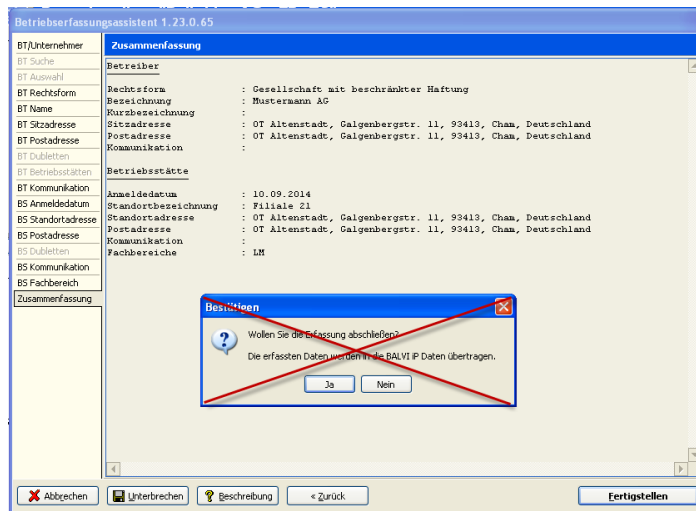 Betriebserfassungsassistent 1.23.0.65
BT/Unternehmer
BT Suche
BT Auswahl
BT Rechtsform
BT Name
BT Sitzadresse
BT Postadresse
BT Dubletten
BT Betriebsstätten
BT Kommunikation
BS Anmeldedatum
BS Standortadresse
BS Postadresse
BS Dubletten
BS Kommunikation
BS Fachbereich
Zusammenfassung
Zusammenfassung
Betreiber
Rechtsform : Gesellschaft mit beschränkter Haftung
Bezeichnung : Mustermann AG
Kurzbezeichnung :
Sitzadresse : OT Altenstadt, Galgenbergstr. 11, 93413, Cham, Deutschland
Postadresse : OT Altenstadt, Galgenbergstr. 11, 93413, Cham, Deutschland
Kommunikation :
Betriebsstätte
Anmeldedatum : 10.09.2014
Standortbezeichnung : Filiale 21
Standortadresse : OT Altenstadt, Galgenbergstr. 11, 93413, Cham, Deutschland
Postadresse : OT Altenstadt, Galgenbergstr. 11, 93413, Cham, Deutschland
Kommunikation :
Fachbereiche : LM
Bestätigen
Wollen Sie die Erfassung abschließen?
Die erfassten Daten werden in die BALVI iP Daten übertragen.
Ja Nein
Abbrechen Unterbrechen Beschreibung < Zurück Fertigstellen